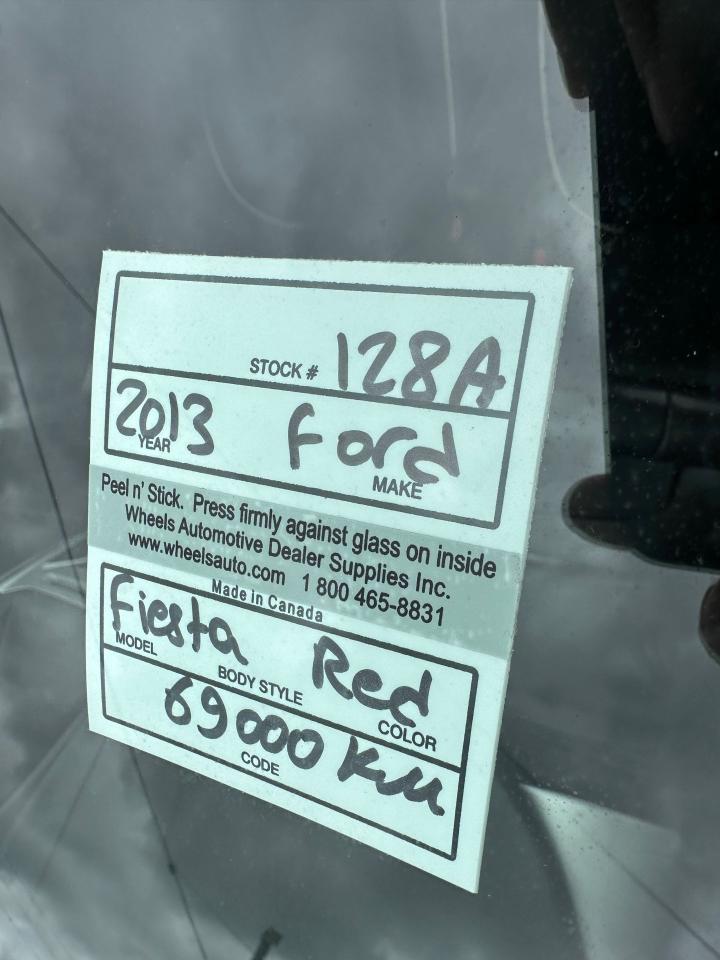 STOCK # 128A
2013 Ford
YEAR MAKE
Peel n' Stick. Press firmly against glass on inside
Wheels Automotive Dealer Supplies Inc.
www.wheelsauto.com 1 800 465-8831
Made in Canada
Fiesta Red
MODEL BODY STYLE COLOR
69000 KM
CODE